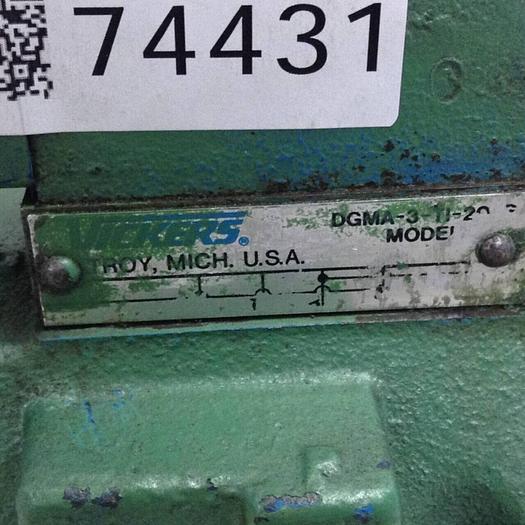 74431
VICKERS®
DGMA-3
MODEL
TROY, MICH. U.S.A.